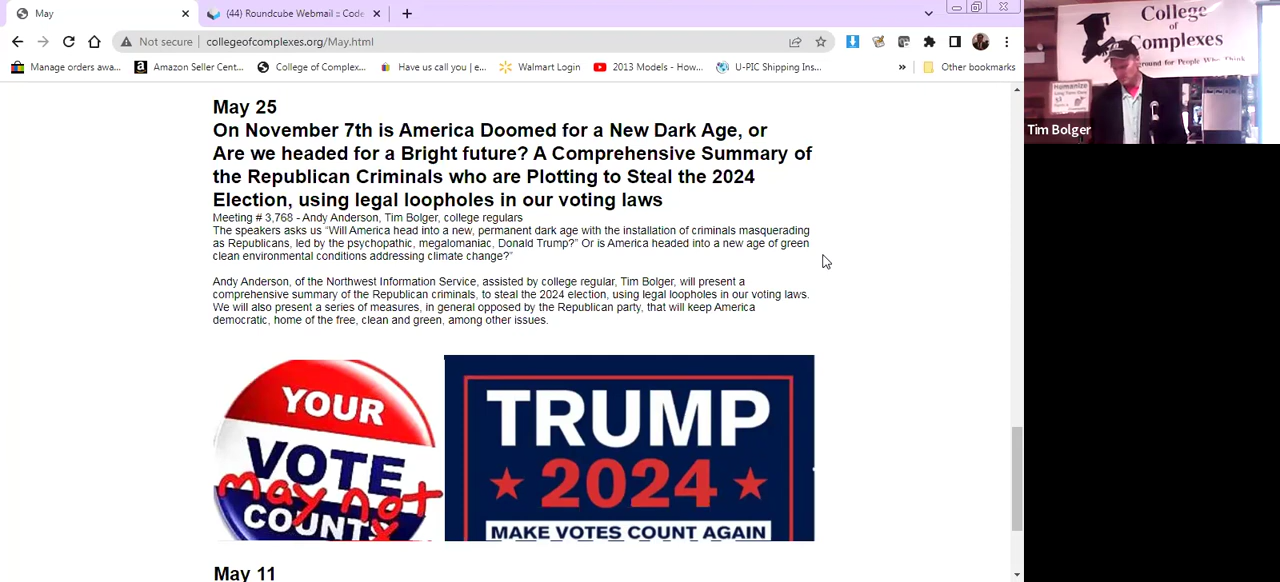 May
(44) Roundcube Webmail :: Code
Not secure
collegeofcomplexes.org/May.html
Manage orders awa...
Amazon Seller Cent...
College of Complex...
Have us call you | e...
Walmart Login
2013 Models - How...
U-PIC Shipping Ins...
»
Other bookmarks
May 25
On November 7th is America Doomed for a New Dark Age, or
Are we headed for a Bright future? A Comprehensive Summary of
the Republican Criminals who are Plotting to Steal the 2024
Election, using legal loopholes in our voting laws
Meeting # 3,768 - Andy Anderson, Tim Bolger, college regulars
The speakers asks us “Will America head into a new, permanent dark age with the installation of criminals masquerading
as Republicans, led by the psychopathic, megalomaniac, Donald Trump?” Or is America headed into a new age of green
clean environmental conditions addressing climate change?”
Andy Anderson, of the Northwest Information Service, assisted by college regular, Tim Bolger, will present a
comprehensive summary of the Republican criminals, to steal the 2024 election, using legal loopholes in our voting laws.
We will also present a series of measures, in general opposed by the Republican party, that will keep America
democratic, home of the free, clean and green, among other issues.
YOUR
VOTE
may not
COUNTS
TRUMP
2024
MAKE VOTES COUNT AGAIN
May 11
College
of
Complexes
ground for People Who Think
Humanize
Tim Bolger